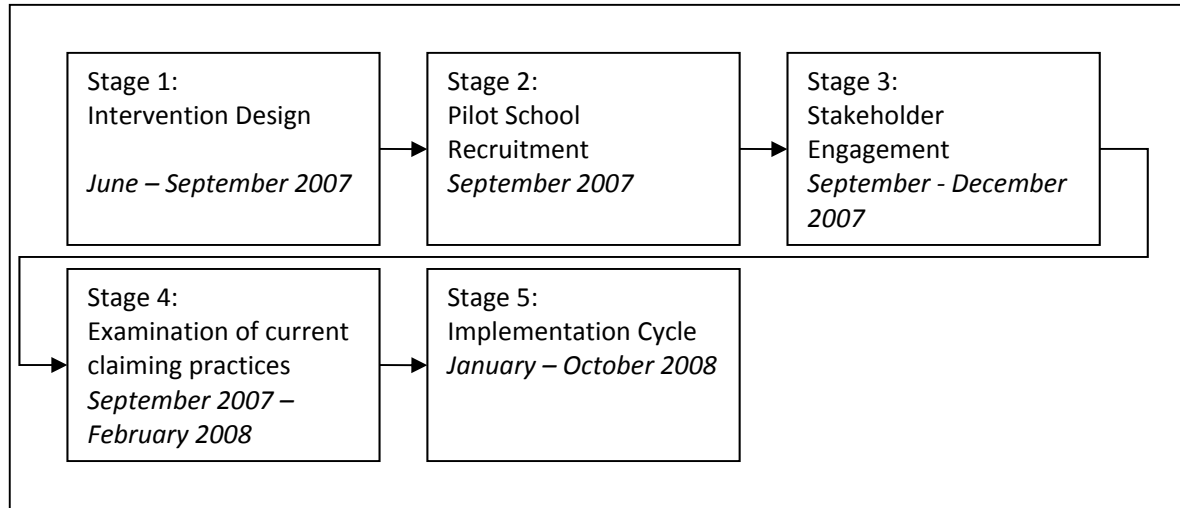 Stage 1:
Intervention Design
June – September 2007
Stage 2:
Pilot School
Recruitment
September 2007
Stage 3:
Stakeholder
Engagement
September - December
2007
Stage 4:
Examination of current
claiming practices
September 2007 –
February 2008
Stage 5:
Implementation Cycle
January – October 2008